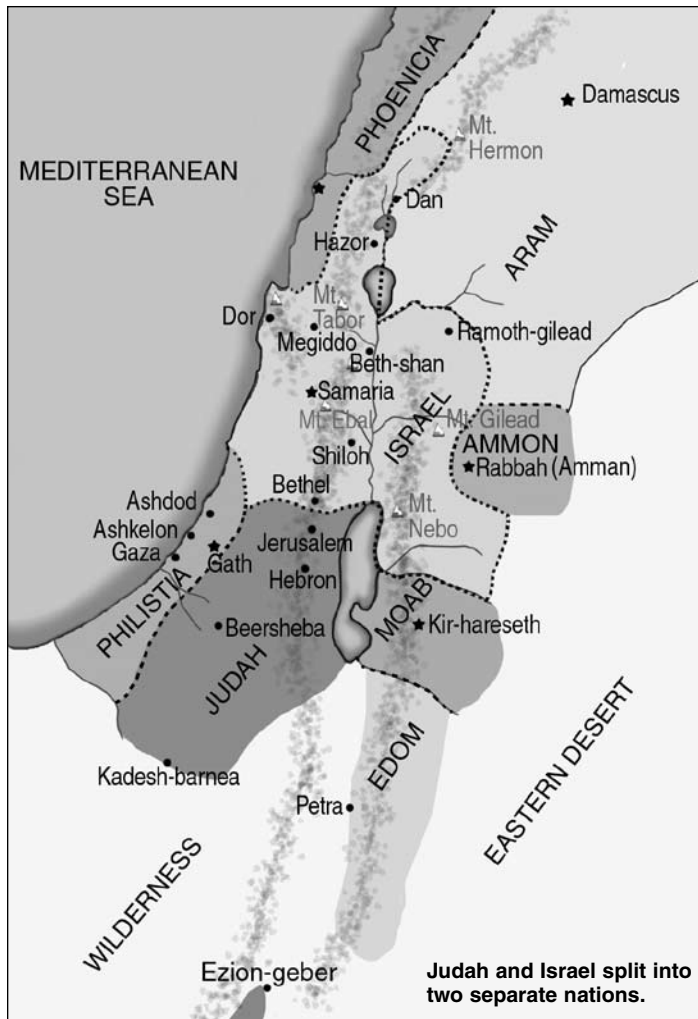 PHOENICIA
Damascus
Mt.
Hermon
MEDITERRANEAN
SEA
Dan
Hazor
ARAM
Mt.
Tabor
Dor
Megiddo
Ramoth-gilead
Beth-shan
Samaria
ISRAEL
Mt. Ebal
Mt. Gilead
AMMON
Shiloh
Rabbah (Amman)
Bethel
Ashdod
Mt.
Nebo
Ashkelon
Jerusalem
Gaza
Gath
Hebron
PHILISTIA
MOAB
Beersheba
Kir-hareseth
JUDAH
EDOM
EASTERN DESERT
Kadesh-barnea
Petra
WILDERNESS
Ezion-geber
Judah and Israel split into
two separate nations.